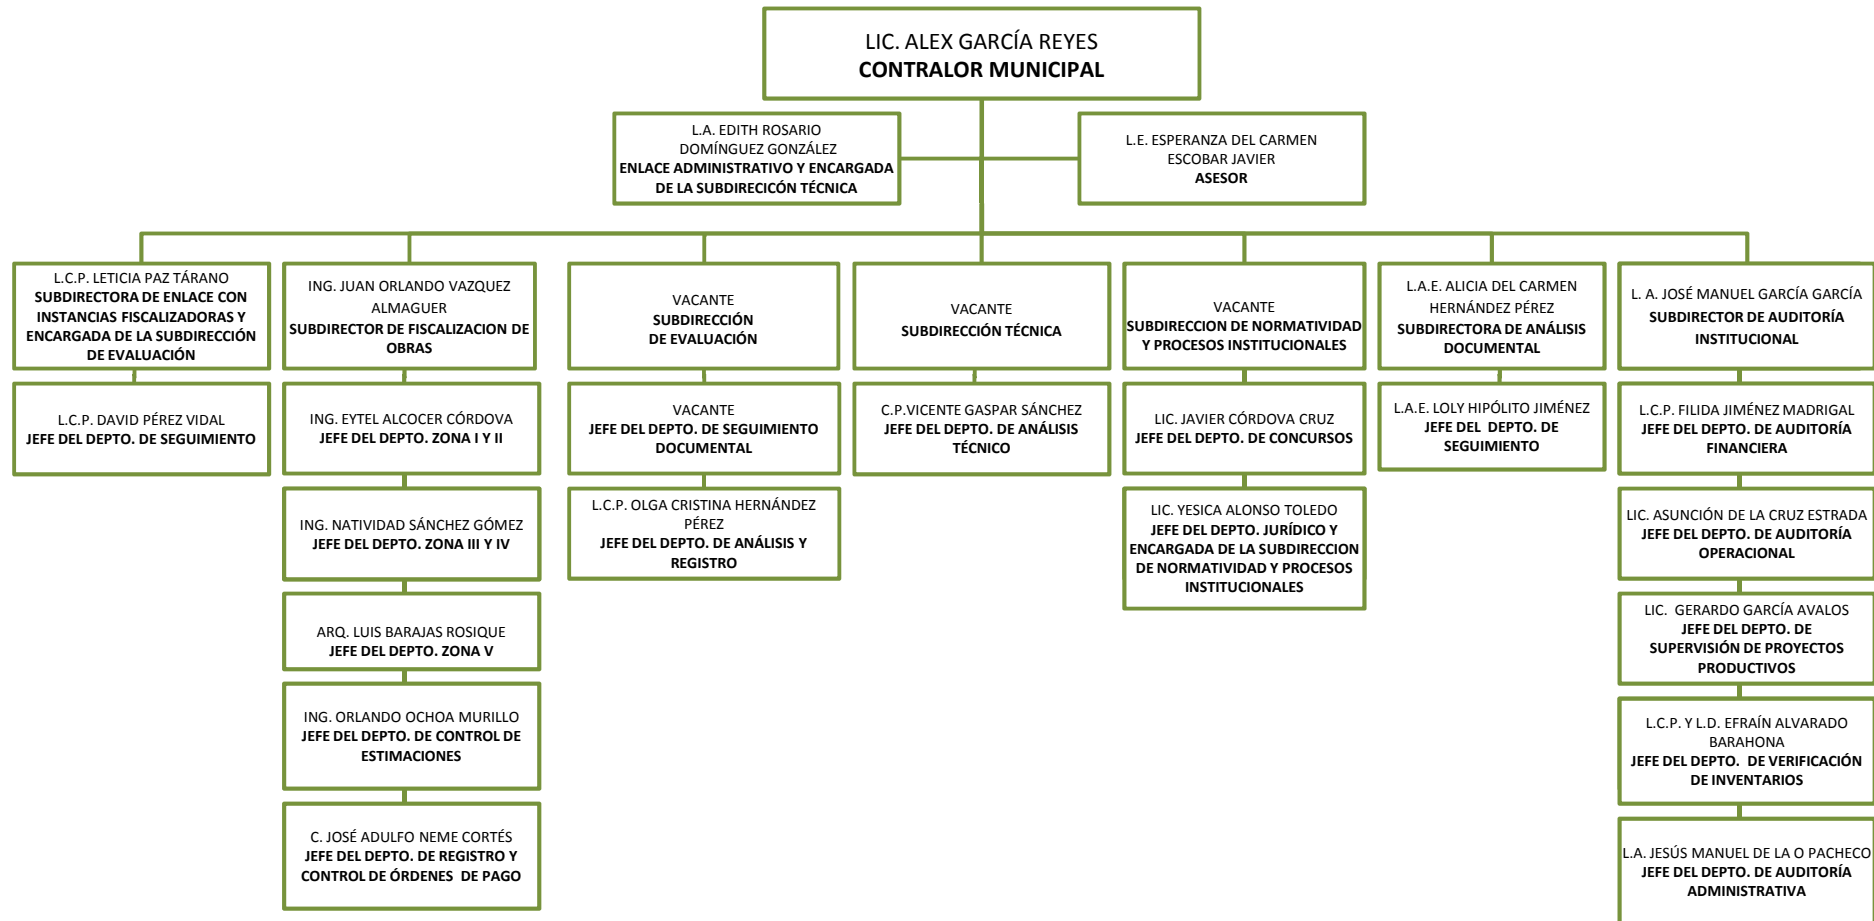 LIC. ALEX GARCÍA REYES
CONTRALOR MUNICIPAL
L.A. EDITH ROSARIO
DOMÍNGUEZ GONZÁLEZ
ENLACE ADMINISTRATIVO Y ENCARGADA
DE LA SUBDIRECICÓN TÉCNICA
L.E. ESPERANZA DEL CARMEN
ESCOBAR JAVIER
ASESOR
L.C.P. LETICIA PAZ TÁRANO
SUBDIRECTORA DE ENLACE CON
INSTANCIAS FISCALIZADORAS Y
ENCARGADA DE LA SUBDIRECCIÓN
DE EVALUACIÓN
ING. JUAN ORLANDO VAZQUEZ
ALMAGUER
SUBDIRECTOR DE FISCALIZACION DE
OBRAS
VACANTE
SUBDIRECCIÓN
DE EVALUACIÓN
VACANTE
SUBDIRECCIÓN TÉCNICA
VACANTE
SUBDIRECCION DE NORMATIVIDAD
Y PROCESOS INSTITUCIONALES
L.A.E. ALICIA DEL CARMEN
HERNÁNDEZ PÉREZ
SUBDIRECTORA DE ANÁLISIS
DOCUMENTAL
L. A. JOSÉ MANUEL GARCÍA GARCÍA
SUBDIRECTOR DE AUDITORÍA
INSTITUCIONAL
L.C.P. DAVID PÉREZ VIDAL
JEFE DEL DEPTO. DE SEGUIMIENTO
ING. EYTEL ALCOCER CÓRDOVA
JEFE DEL DEPTO. ZONA I Y II
VACANTE
JEFE DEL DEPTO. DE SEGUIMIENTO
DOCUMENTAL
C.P.VICENTE GASPAR SÁNCHEZ
JEFE DEL DEPTO. DE ANÁLISIS
TÉCNICO
LIC. JAVIER CÓRDOVA CRUZ
JEFE DEL DEPTO. DE CONCURSOS
L.A.E. LOLY HIPÓLITO JIMÉNEZ
JEFE DEL DEPTO. DE
SEGUIMIENTO
L.C.P. FILIDA JIMÉNEZ MADRIGAL
JEFE DEL DEPTO. DE AUDITORÍA
FINANCIERA
ING. NATIVIDAD SÁNCHEZ GÓMEZ
JEFE DEL DEPTO. ZONA III Y IV
L.C.P. OLGA CRISTINA HERNÁNDEZ
PÉREZ
JEFE DEL DEPTO. DE ANÁLISIS Y
REGISTRO
LIC. YESICA ALONSO TOLEDO
JEFE DEL DEPTO. JURÍDICO Y
ENCARGADA DE LA SUBDIRECCION
DE NORMATIVIDAD Y PROCESOS
INSTITUCIONALES
LIC. ASUNCIÓN DE LA CRUZ ESTRADA
JEFE DEL DEPTO. DE AUDITORÍA
OPERACIONAL
ARQ. LUIS BARAJAS ROSIQUE
JEFE DEL DEPTO. ZONA V
LIC. GERARDO GARCÍA AVALOS
JEFE DEL DEPTO. DE
SUPERVISIÓN DE PROYECTOS
PRODUCTIVOS
ING. ORLANDO OCHOA MURILLO
JEFE DEL DEPTO. DE CONTROL DE
ESTIMACIONES
L.C.P. Y L.D. EFRAÍN ALVARADO
BARAHONA
JEFE DEL DEPTO. DE VERIFICACIÓN
DE INVENTARIOS
C. JOSÉ ADULFO NEME CORTÉS
JEFE DEL DEPTO. DE REGISTRO Y
CONTROL DE ÓRDENES DE PAGO
L.A. JESÚS MANUEL DE LA O PACHECO
JEFE DEL DEPTO. DE AUDITORÍA
ADMINISTRATIVA